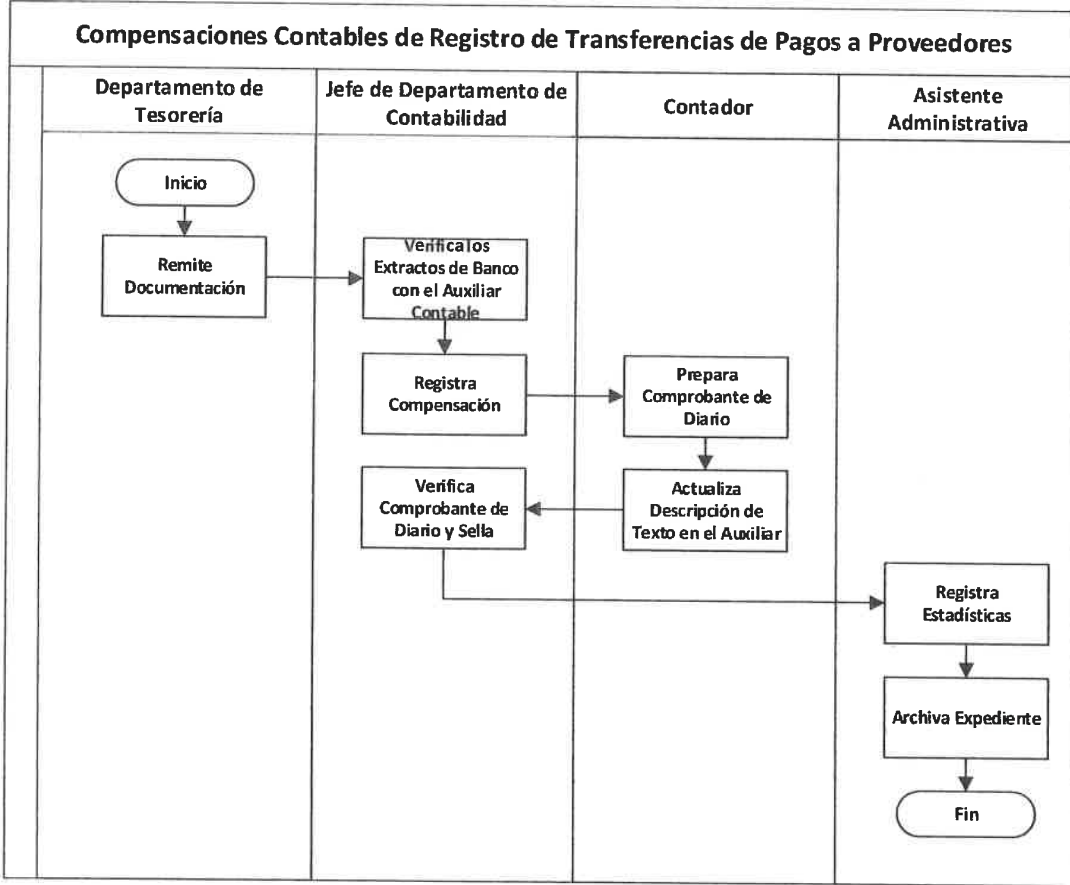 Compensaciones Contables de Registro de Transferencias de Pagos a Proveedores
Departamento de
Tesorería
Jefe de Departamento de
Contabilidad
Contador
Asistente
Administrativa
Inicio
Remite
Documentación
Verifica los
Extractos de Banco
con el Auxiliar
Contable
Registra
Compensación
Prepara
Comprobante de
Diario
Verifica
Comprobante de
Diario y Sella
Actualiza
Descripción de
Texto en el Auxiliar
Registra
Estadísticas
Archiva Expediente
Fin